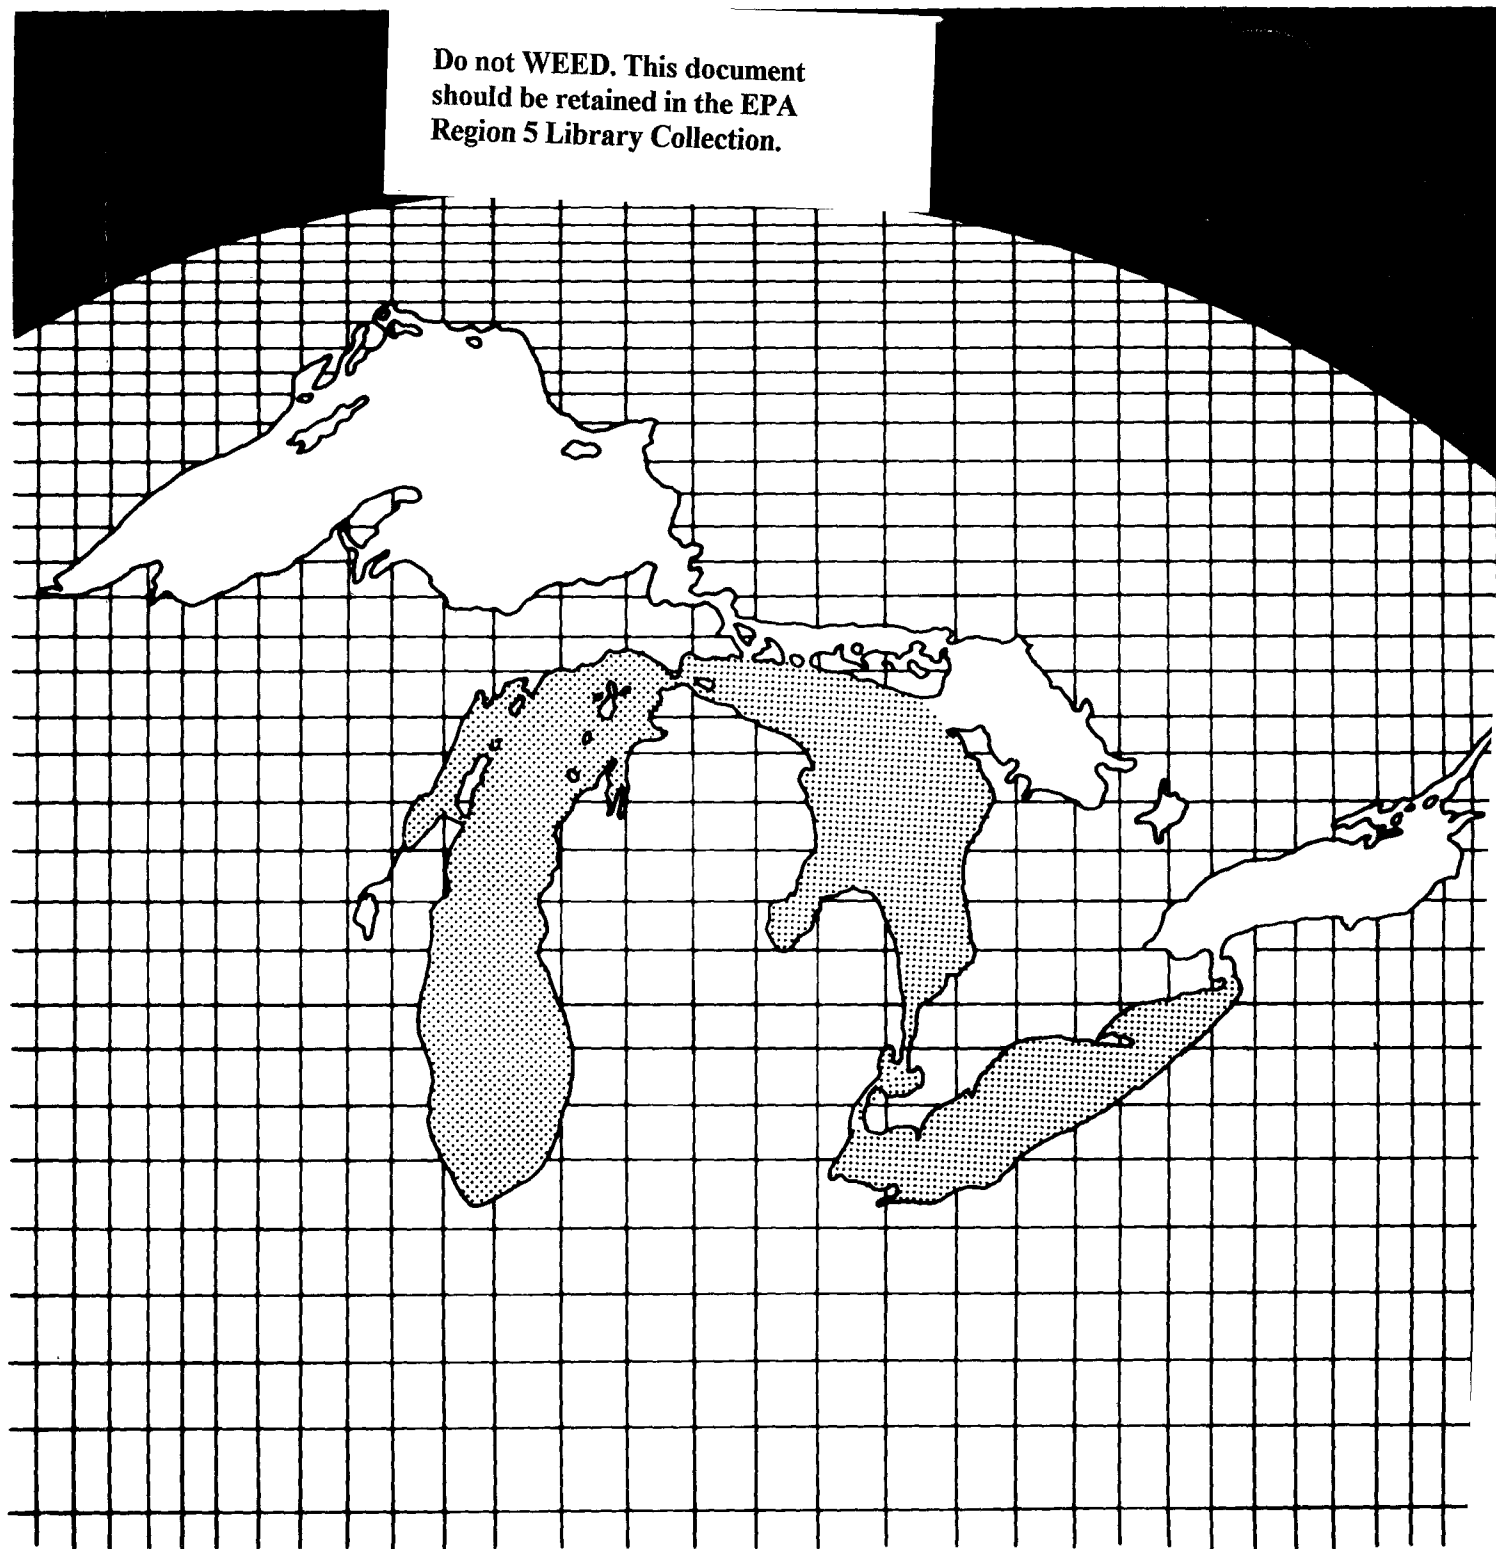 Do not WEED. This document
should be retained in the EPA
Region 5 Library Collection.